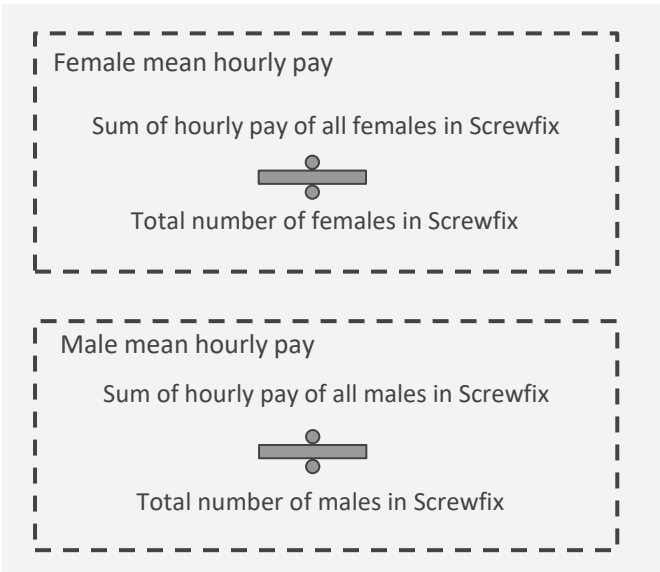 Female mean hourly pay
Sum of hourly pay of all females in Screwfix
Total number of females in Screwfix
Male mean hourly pay
Sum of hourly pay of all males in Screwfix
Total number of males in Screwfix